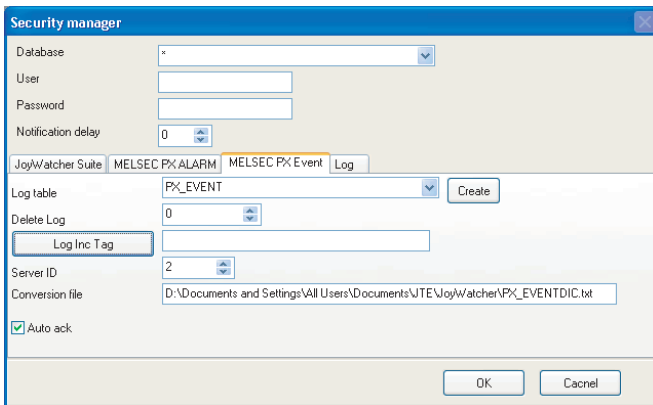 Security manager
Database *
User
Password
Notification delay 0
JoyWatcher Suite MELSEC PX ALARM MELSEC PX Event Log
Log table PX_EVENT Create
Delete Log 0
Log Inc Tag
Server ID 2
Conversion file D:\Documents and Settings\All Users\Documents\JTE\JoyWatcher\PX_EVENTDIC.txt
Auto ack
OK Cacnel